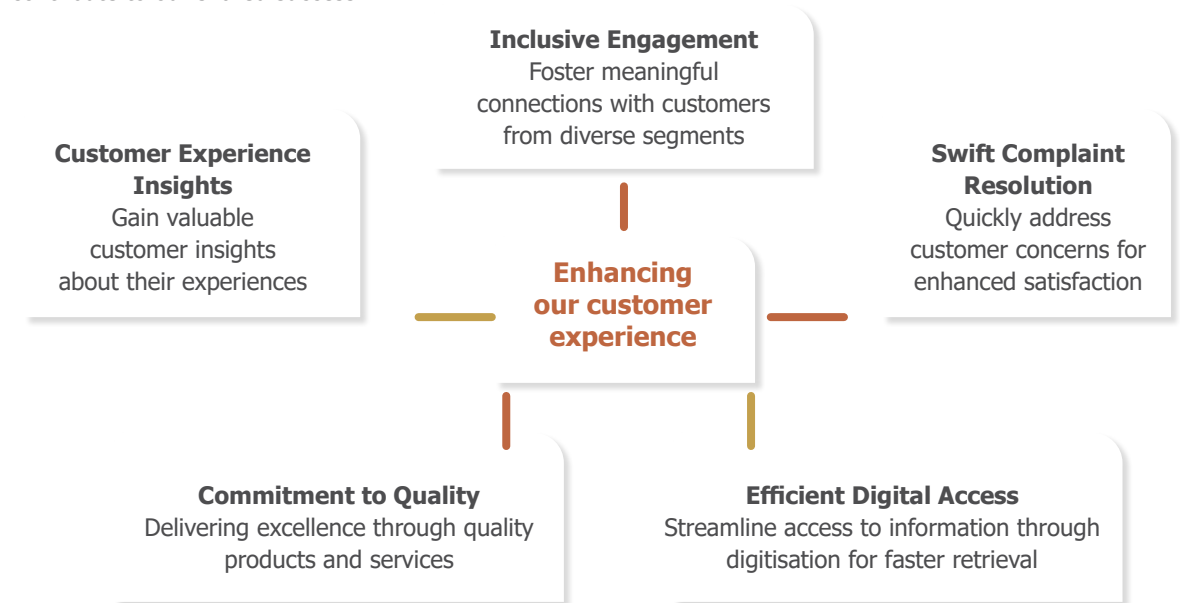 Inclusive Engagement
Foster meaningful
connections with customers
from diverse segments
Customer Experience
Insights
Gain valuable
customer insights
about their experiences
Swift Complaint
Resolution
Quickly address
customer concerns for
enhanced satisfaction
Enhancing
our customer
experience
Commitment to Quality
Delivering excellence through quality
products and services
Efficient Digital Access
Streamline access to information through
digitisation for faster retrieval